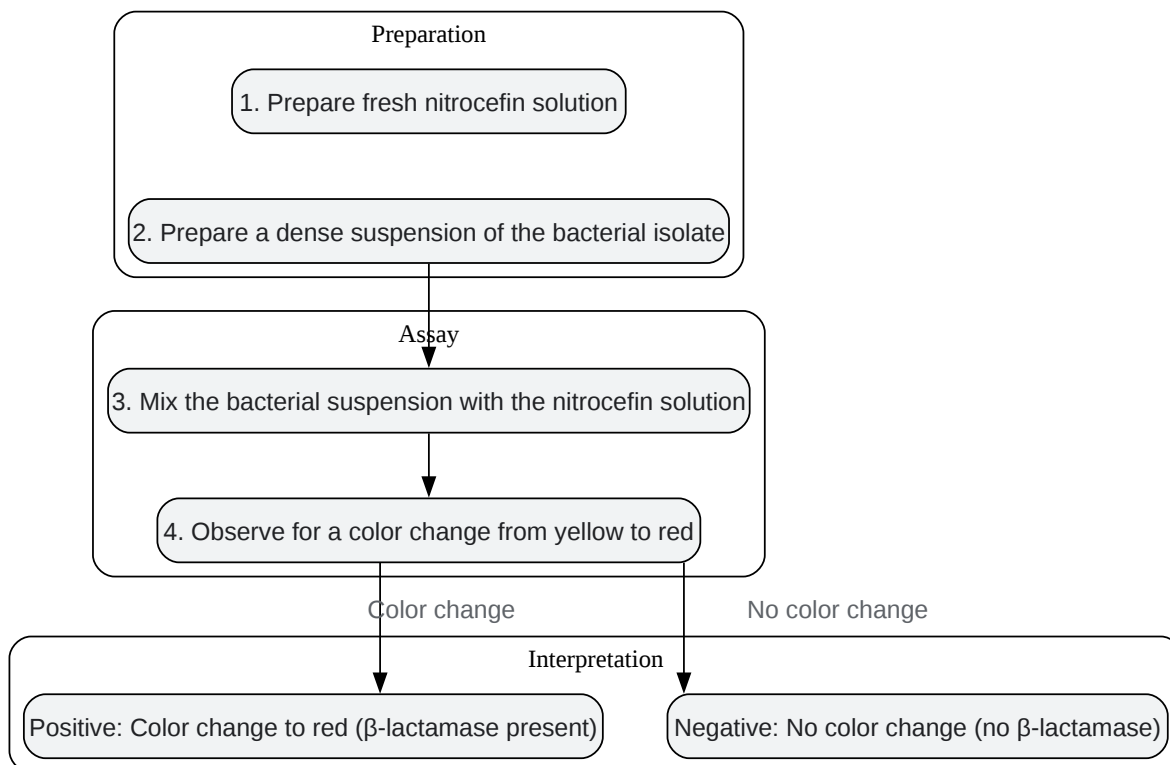 Preparation
1. Prepare fresh nitrocefin solution
2. Prepare a dense suspension of the bacterial isolate
Assay
3. Mix the bacterial suspension with the nitrocefin solution
4. Observe for a color change from yellow to red
Color change
No color change
Interpretation
Positive: Color change to red (β-lactamase present)
Negative: No color change (no β-lactamase)